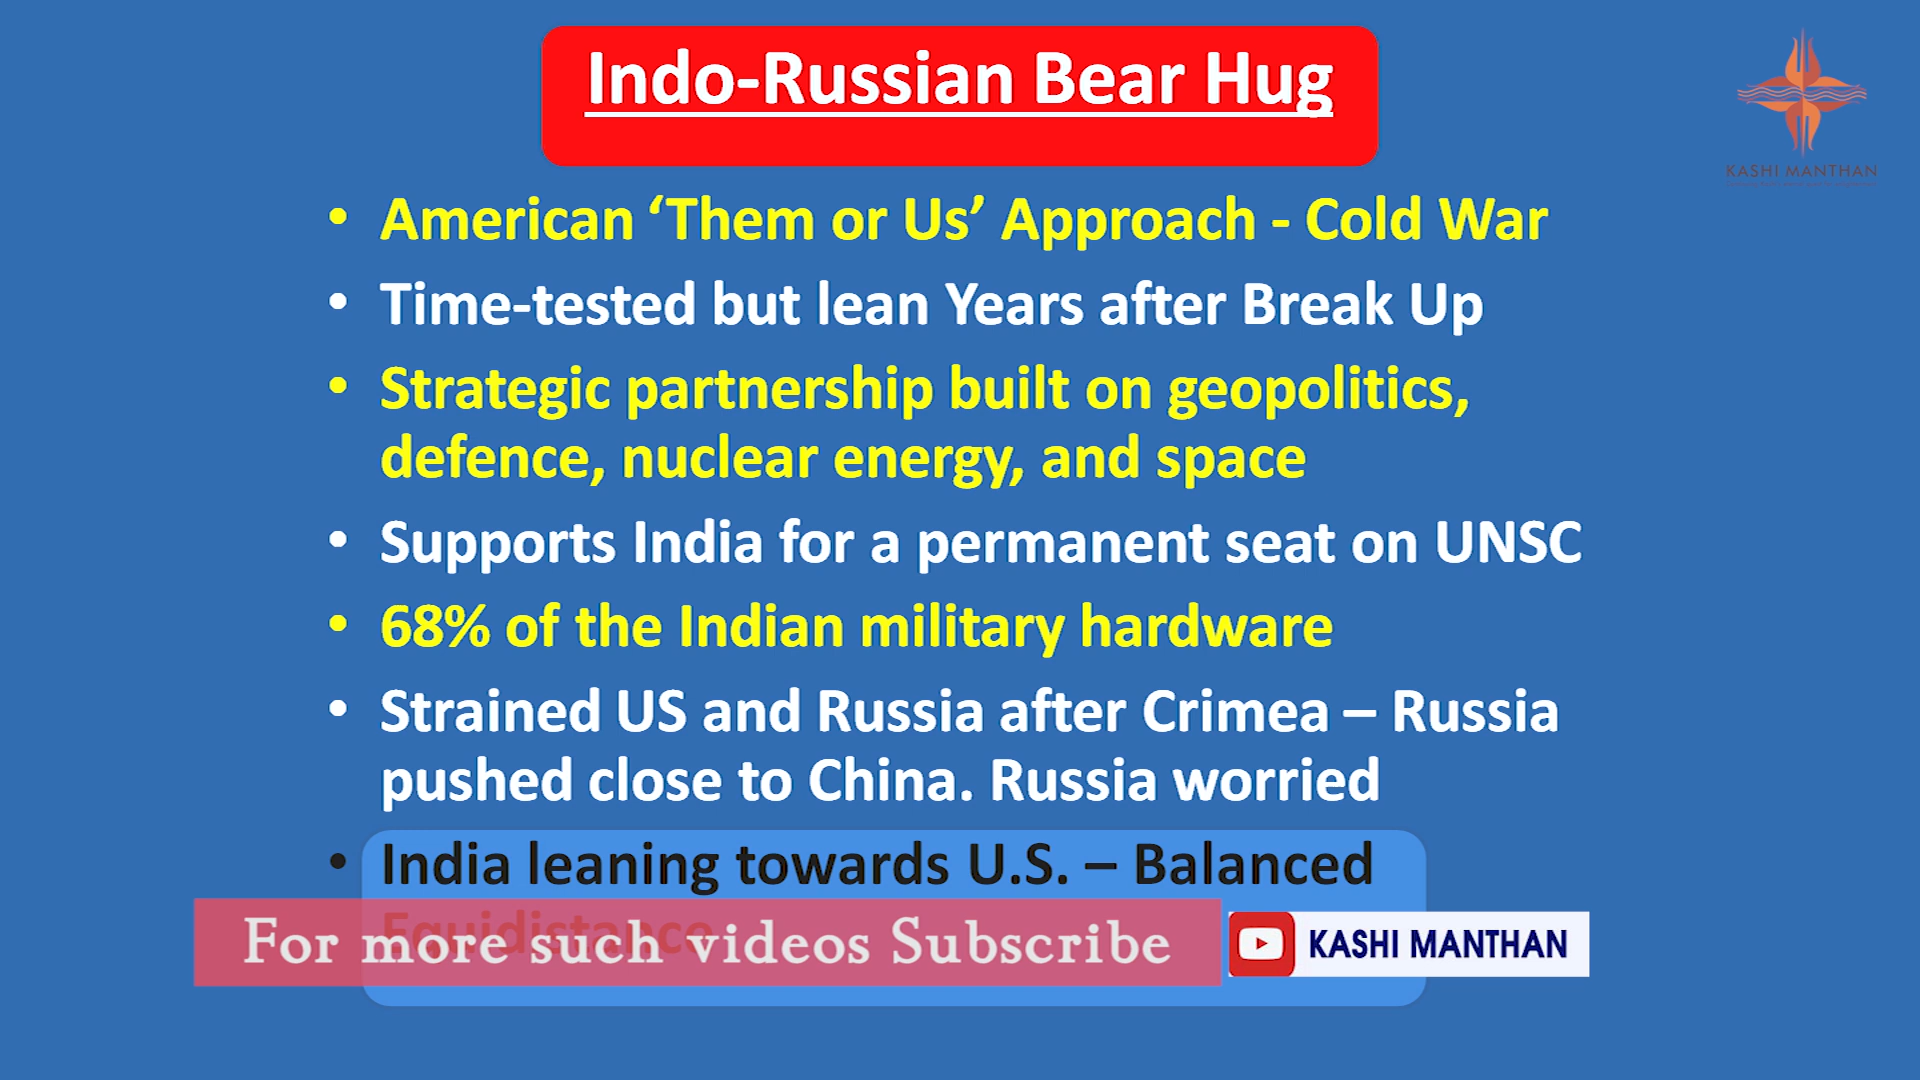 Indo-Russian Bear Hug
KASHI MANTHAN
• American ‘Them or Us’ Approach - Cold War
• Time-tested but lean Years after Break Up
• Strategic partnership built on geopolitics,
defence, nuclear energy, and space
• Supports India for a permanent seat on UNSC
• 68% of the Indian military hardware
• Strained US and Russia after Crimea – Russia
pushed close to China. Russia worried
• India leaning towards U.S. – Balanced
Equidistance
For more such videos Subscribe
KASHI MANTHAN